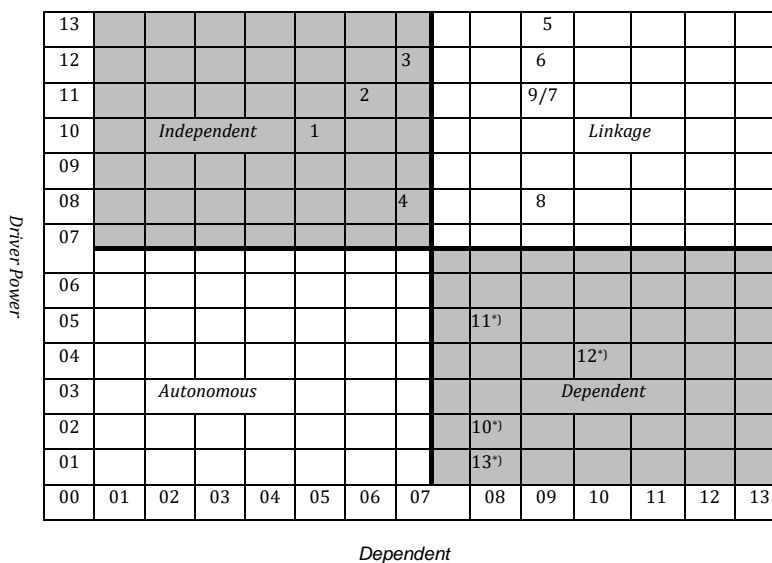 13 5
12 3 6
11 2 9/7
10 Independent 1 Linkage
09
08 4 8
07
06
05 11*)
04 12*)
03 Autonomous Dependent
02 10*)
01 13*)
00 01 02 03 04 05 06 07 08 09 10 11 12 13
Driver Power
Dependent